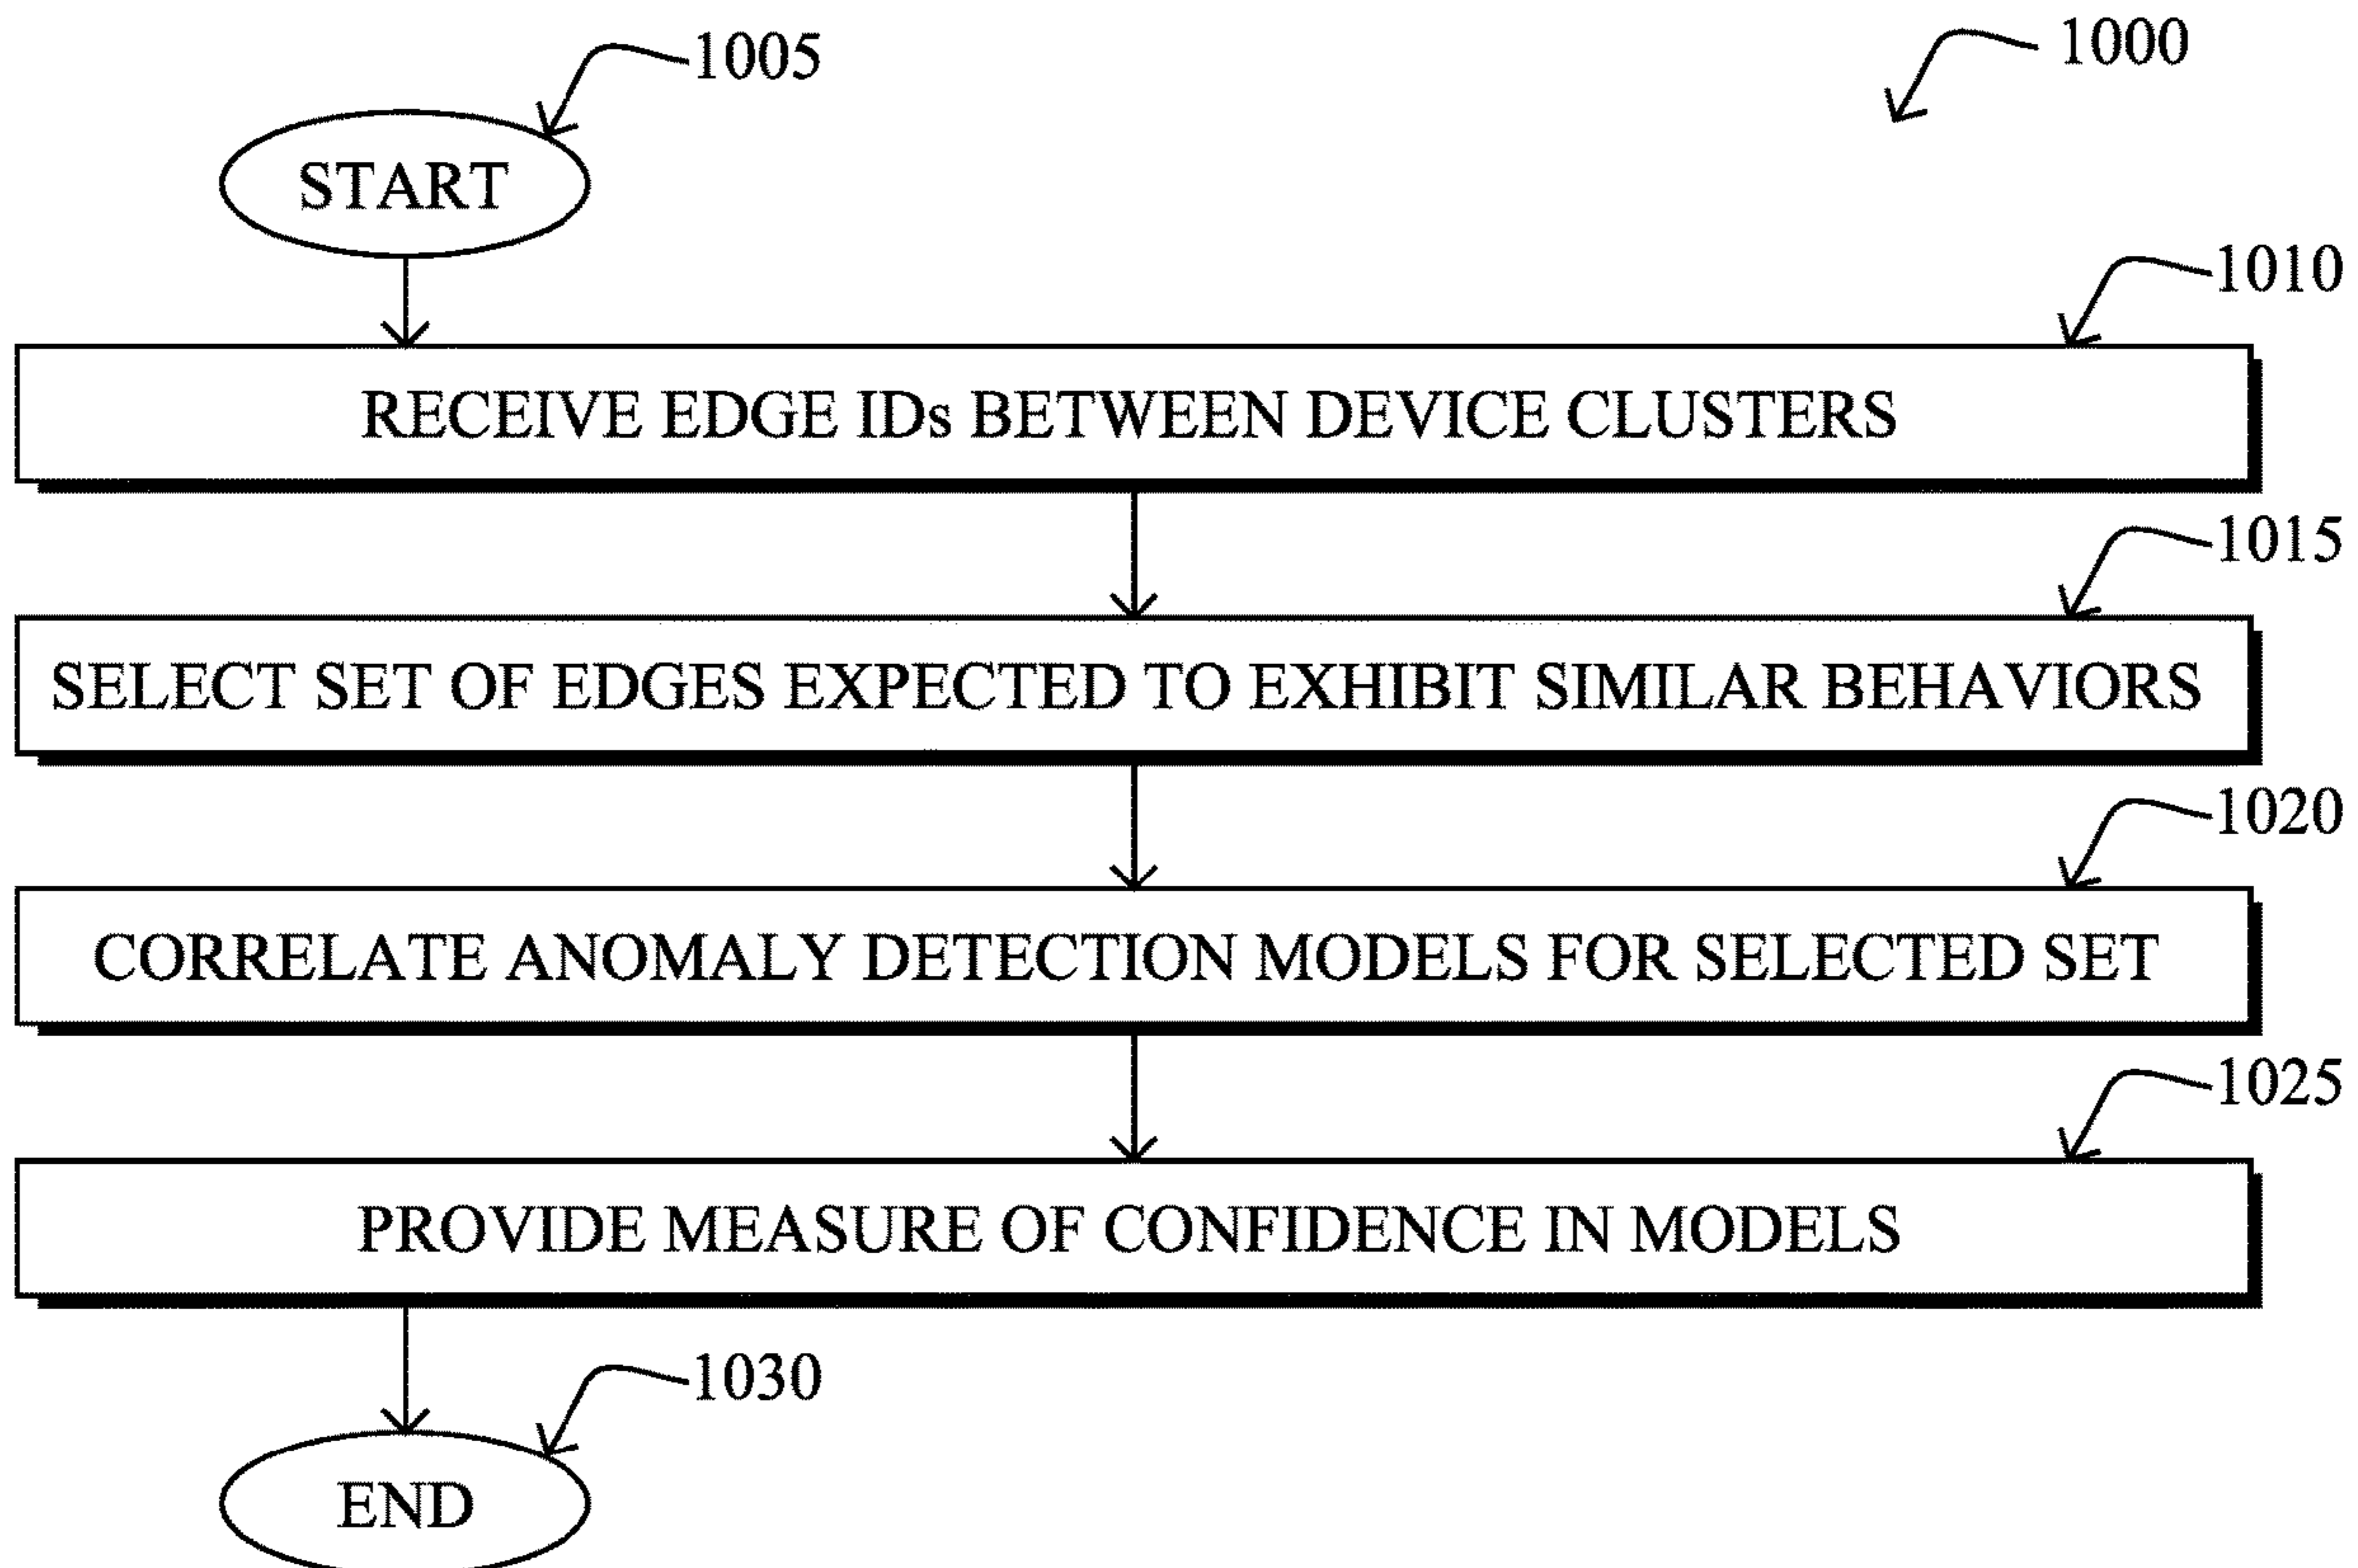 1005
1000
START
1010
RECEIVE EDGE IDs BETWEEN DEVICE CLUSTERS
1015
SELECT SET OF EDGES EXPECTED TO EXHIBIT SIMILAR BEHAVIORS
1020
CORRELATE ANOMALY DETECTION MODELS FOR SELECTED SET
1025
PROVIDE MEASURE OF CONFIDENCE IN MODELS
1030
END